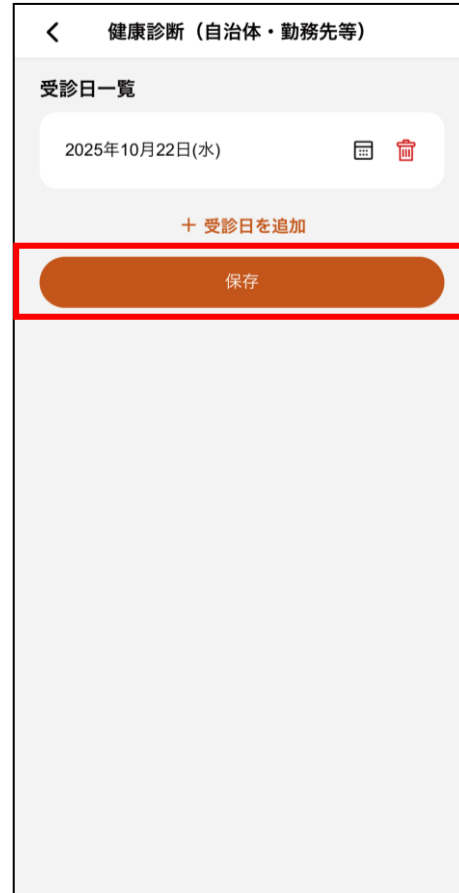 健康診断（自治体・勤務先等）
受診日一覧
2025年10月22日(水)
＋ 受診日を追加
保存